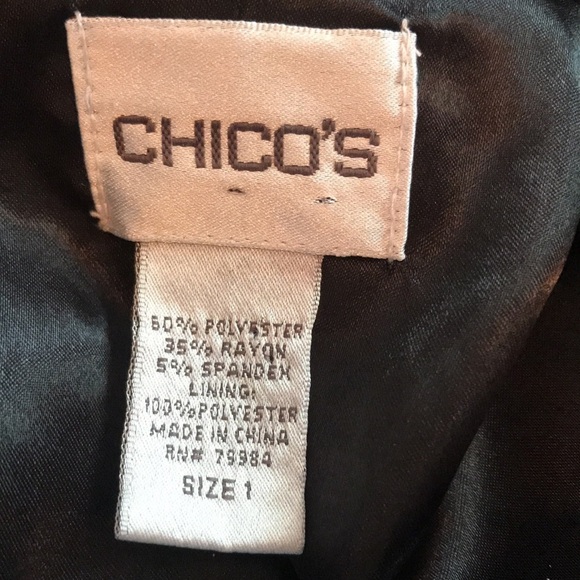 CHICO'S
60% POLYESTER
35% RAYON
5% SPANDEX
LINING:
100% POLYESTER
MADE IN CHINA
RN# 79984
SIZE 1